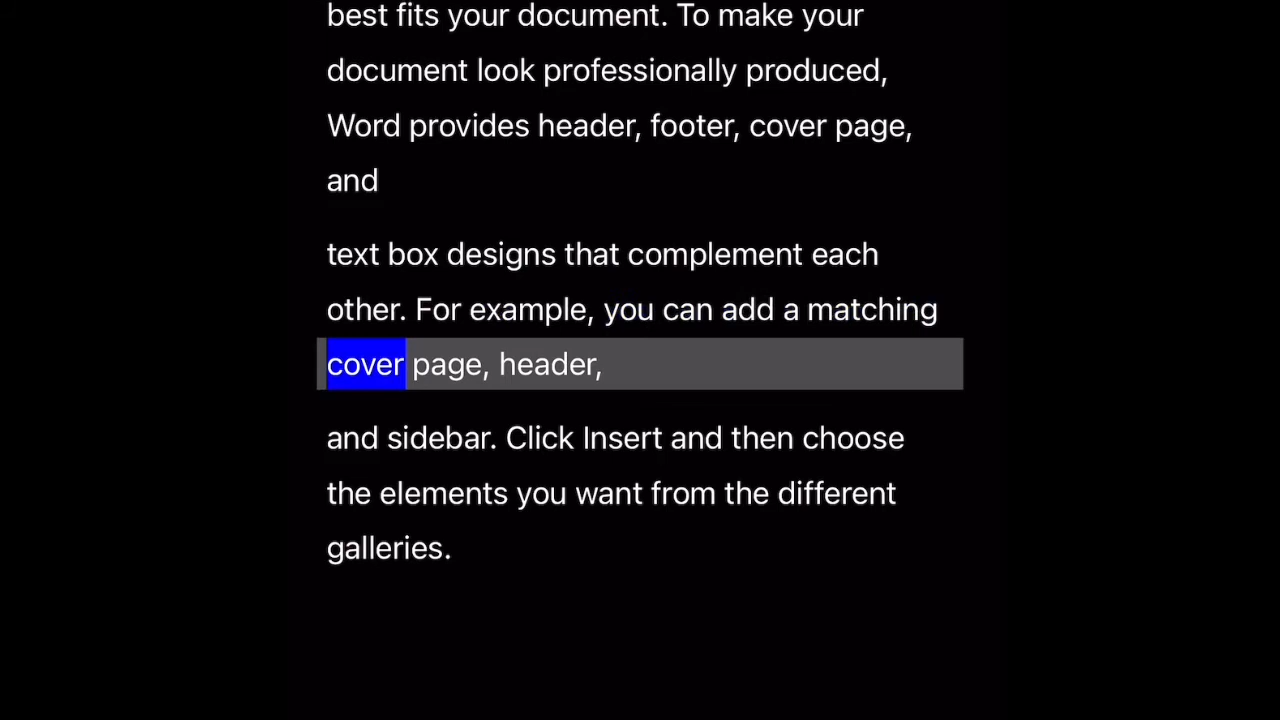 best fits your document. To make your
document look professionally produced,
Word provides header, footer, cover page,
and
text box designs that complement each
other. For example, you can add a matching
cover page, header,
and sidebar. Click Insert and then choose
the elements you want from the different
galleries.